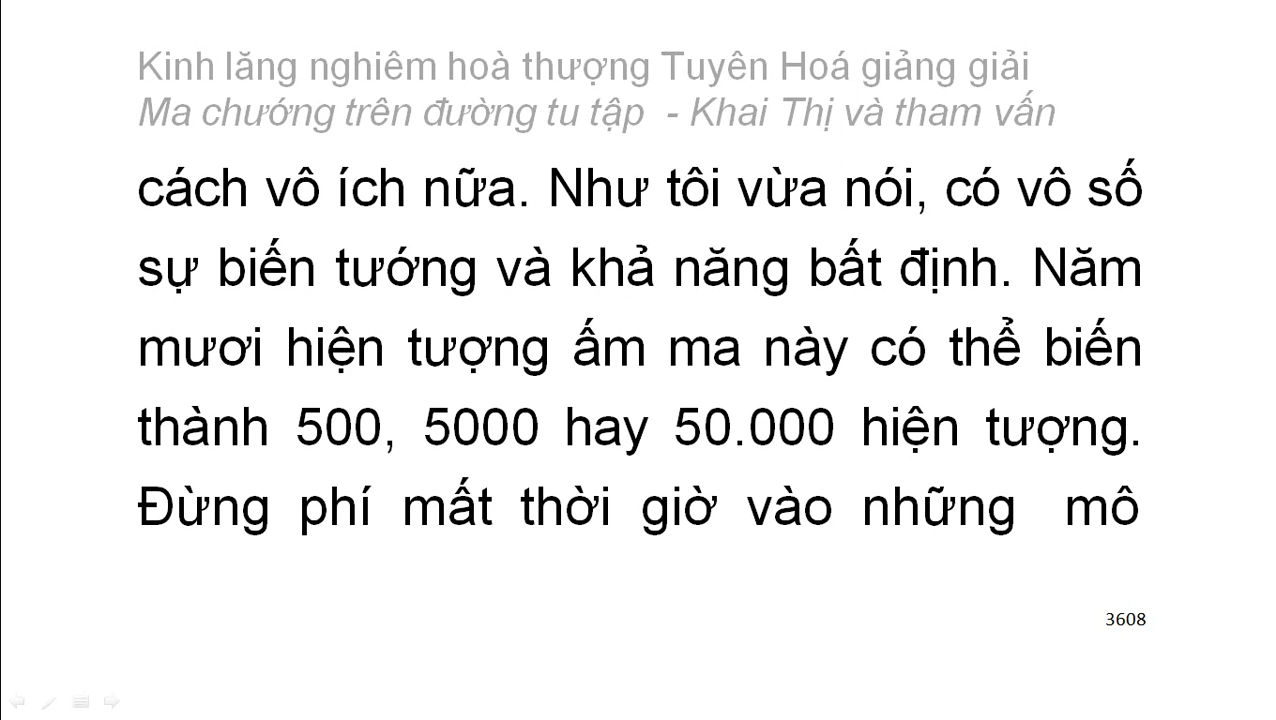 Kinh lăng nghiêm hoà thượng Tuyên Hoá giảng giải
Ma chướng trên đường tu tập - Khai Thị và tham vấn
cách vô ích nữa. Như tôi vừa nói, có vô số
sự biến tướng và khả năng bất định. Năm
mươi hiện tượng ấm ma này có thể biến
thành 500, 5000 hay 50.000 hiện tượng.
Đừng phí mất thời giờ vào những mô
3608